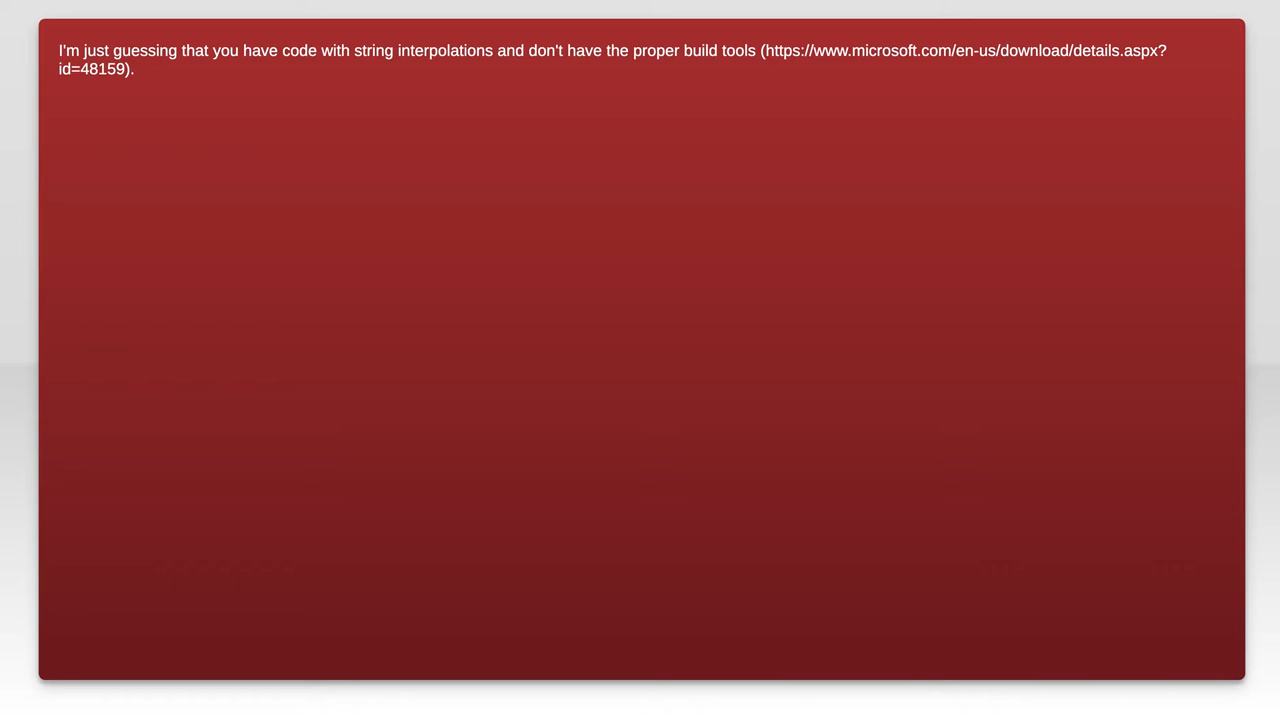 I'm just guessing that you have code with string interpolations and don't have the proper build tools (https://www.microsoft.com/en-us/download/details.aspx?
id=48159).